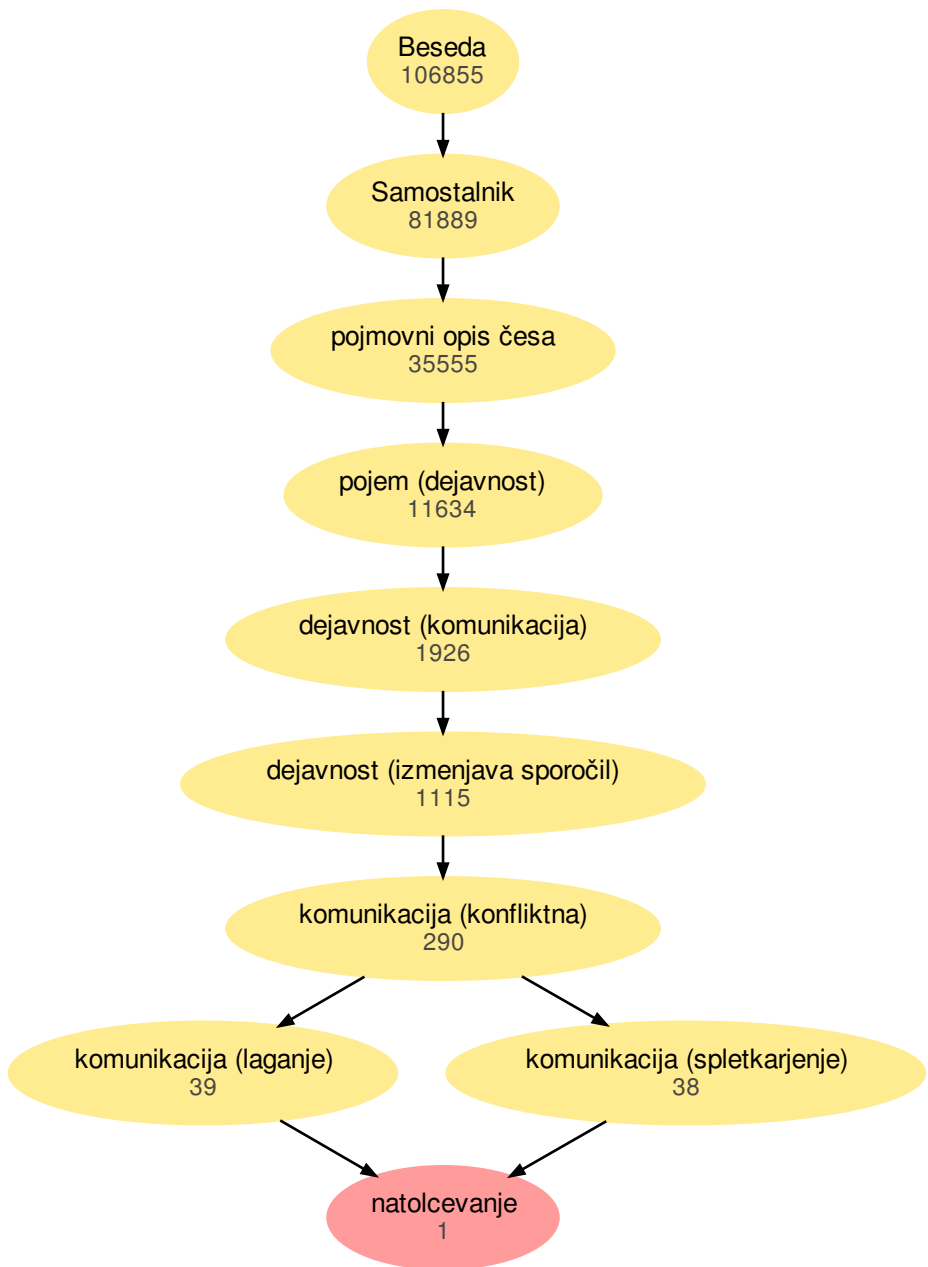 Beseda
106855
Samostalnik
81889
pojmovni opis česa
35555
pojem (dejavnost)
11634
dejavnost (komunikacija)
1926
dejavnost (izmenjava sporočil)
1115
komunikacija (konfliktna)
290
komunikacija (laganje)
39
komunikacija (spletkarjenje)
38
natolcevanje
1